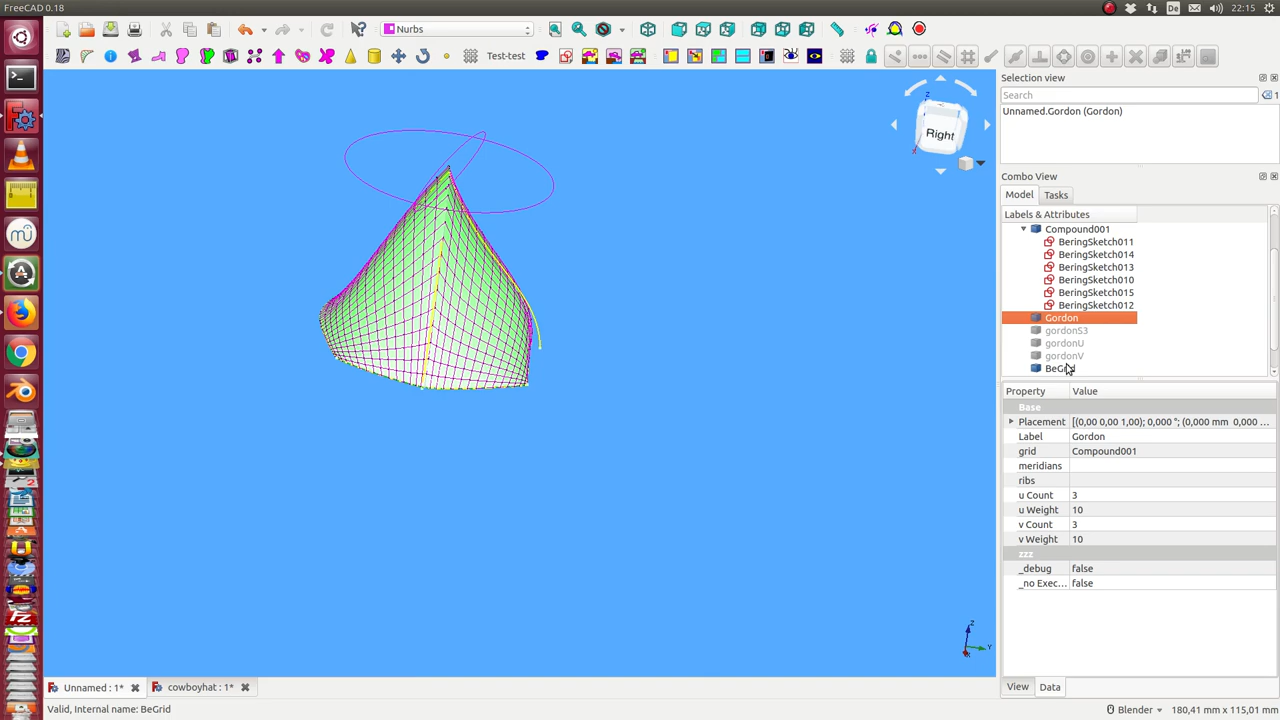 FreeCAD 0.18
De
22:15
Nurbs
Test-test
Right
Z
X
Selection view
Search
1
Unnamed.Gordon (Gordon)
Combo View
Model
Tasks
Labels & Attributes
Compound001
BeringSketch011
BeringSketch014
BeringSketch013
BeringSketch010
BeringSketch015
BeringSketch012
Gordon
gordonS3
gordonU
gordonV
Property Value
Base
Placement [(0,00 0,00 1,00); 0,000 °; (0,000 mm 0,000 ...
Label Gordon
grid Compound001
meridians
ribs
u Count 3
u Weight 10
v Count 3
v Weight 10
zzz
_debug false
_no Exec... false
Z
Y
X
View
Data
Unnamed : 1*
cowboyhat : 1*
Valid, Internal name: BeGrid
Blender
180,41 mm x 115,01 mm